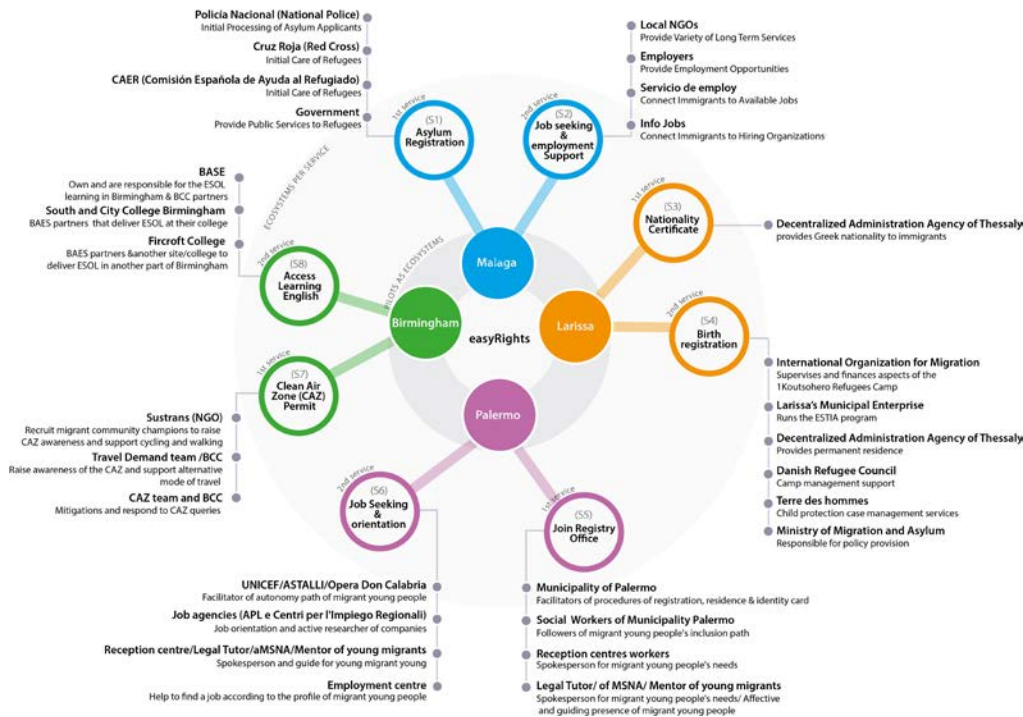 Policía Nacional (National Police)
Initial Processing of Asylum Applicants
Cruz Roja (Red Cross)
Initial Care of Refugees
CAER (Comisión Española de Ayuda al Refugiado)
Initial Care of Refugees
Government
Provide Public Services to Refugees
1st service
(S1)
Asylum
Registration
2nd service
(S2)
Job seeking
& employment
Support
Local NGOs
Provide Variety of Long Term Services
Employers
Provide Employment Opportunities
Servicio de employ
Connect Immigrants to Available Jobs
Info Jobs
Connect Immigrants to Hiring Organizations
ECOSYSTEMS PER SERVICE
PILOTS AS ECOSYSTEMS
BASE
Own and are responsible for the ESOL
learning in Birmingham & BCC partners
South and City College Birmingham
BAES partners that deliver ESOL at their college
Fircroft College
BAES partners &another site/college to
deliver ESOL in another part of Birmingham
2nd service
(S8)
Access
Learning
English
1st service
(S3)
Nationality
Certificate
Decentralized Administration Agency of Thessaly
provides Greek nationality to immigrants
Malaga
Birmingham
easyRights
Larissa
Palermo
2nd service
(S4)
Birth
registration
International Organization for Migration
Supervises and finances aspects of the
1Koutsohero Refugees Camp
Larissa's Municipal Enterprise
Runs the ESTIA program
Decentralized Administration Agency of Thessaly
Provides permanent residence
Danish Refugee Council
Camp management support
Terre des hommes
Child protection case management services
Ministry of Migration and Asylum
Responsible for policy provision
1st service
(S7)
Clean Air
Zone (CAZ)
Permit
Sustrans (NGO)
Recruit migrant community champions to raise
CAZ awareness and support cycling and walking
Travel Demand team /BCC
Raise awareness of the CAZ and support alternative
mode of travel
CAZ team and BCC
Mitigations and respond to CAZ queries
2nd service
(S6)
Job Seeking
&
orientation
1st service
(S5)
Join Registry
Office
UNICEF/ASTALLI/Opera Don Calabria
Facilitator of autonomy path of migrant young people
Job agencies (APL e Centri per l'Impiego Regionali)
Job orientation and active researcher of companies
Reception centre/Legal Tutor/aMSNA/Mentor of young migrants
Spokesperson and guide for young migrant young
Employment centre
Help to find a job according to the profile of migrant young people
Municipality of Palermo
Facilitators of procedures of registration, residence & identity card
Social Workers of Municipality Palermo
Followers of migrant young people's inclusion path
Reception centres workers
Spokesperson for migrant young people's needs
Legal Tutor/ of MSNA/ Mentor of young migrants
Spokesperson for migrant young people's needs/ Affective
and guiding presence of migrant young people